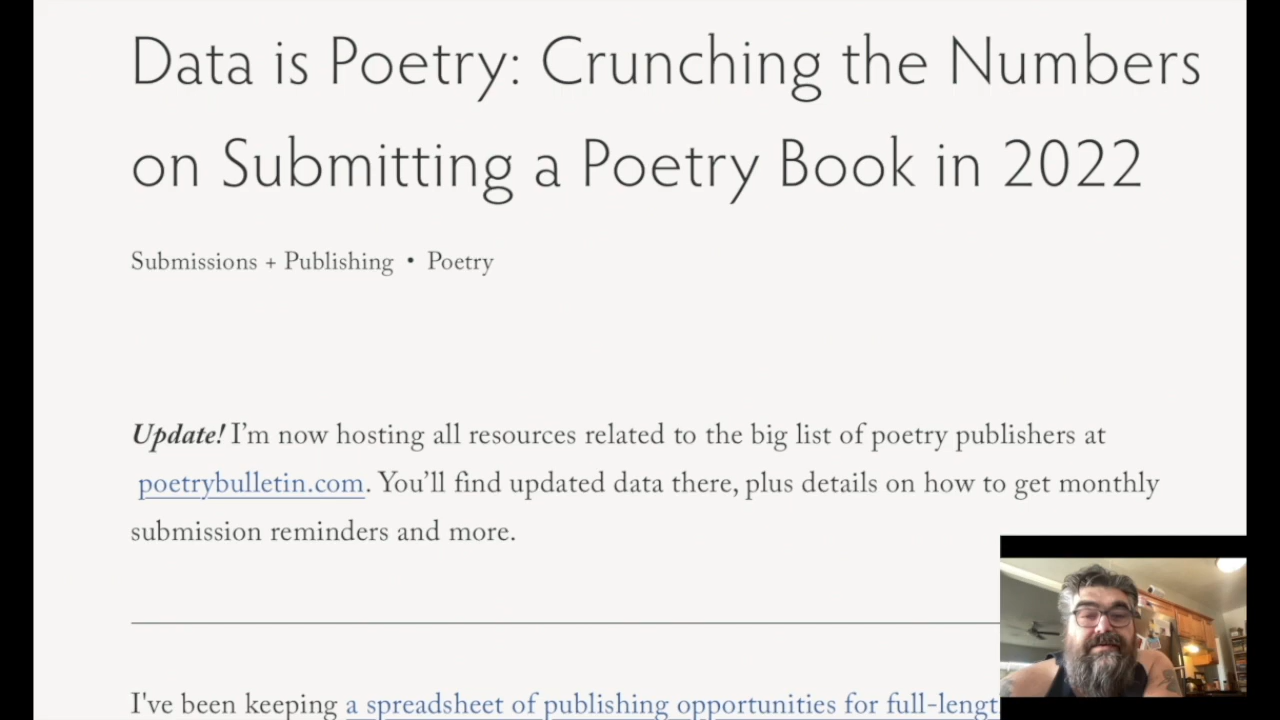 Data is Poetry: Crunching the Numbers
on Submitting a Poetry Book in 2022
Submissions + Publishing • Poetry
Update! I’m now hosting all resources related to the big list of poetry publishers at
poetrybulletin.com. You’ll find updated data there, plus details on how to get monthly
submission reminders and more.
I've been keeping a spreadsheet of publishing opportunities for full-lengt